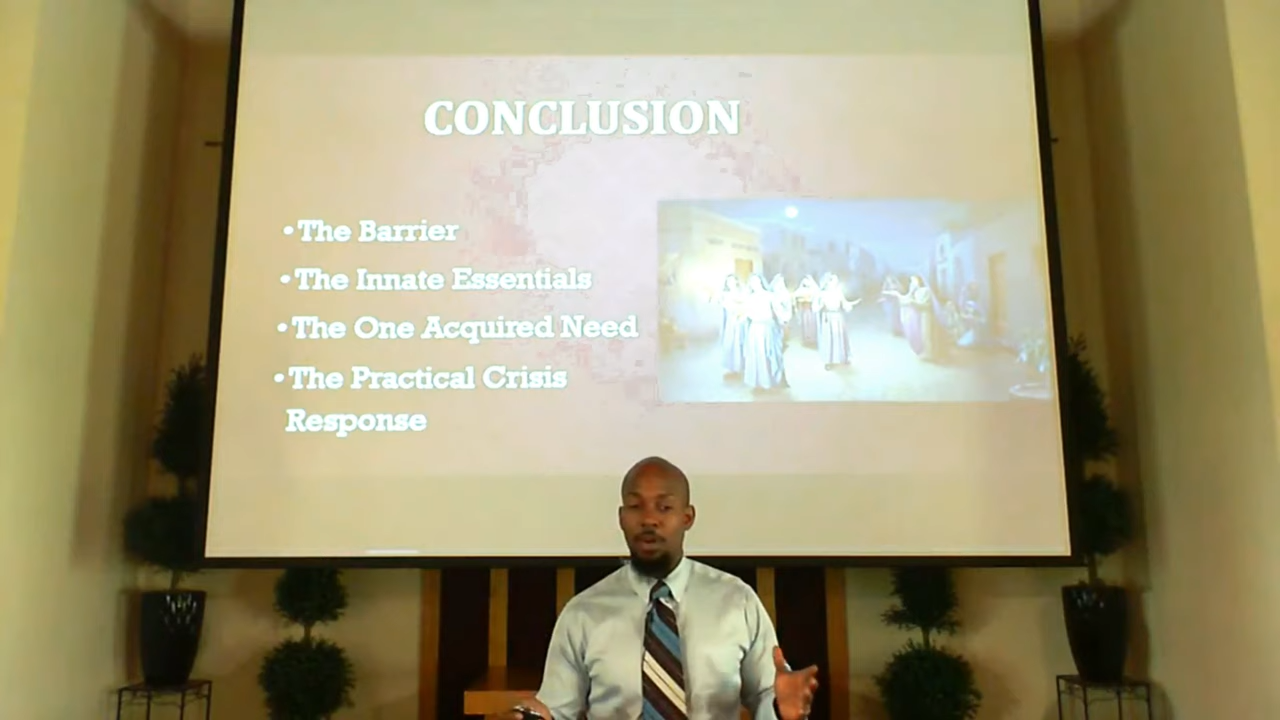 CONCLUSION
• The Barrier
• The Innate Essentials
• The One Acquired Need
• The Practical Crisis
Response